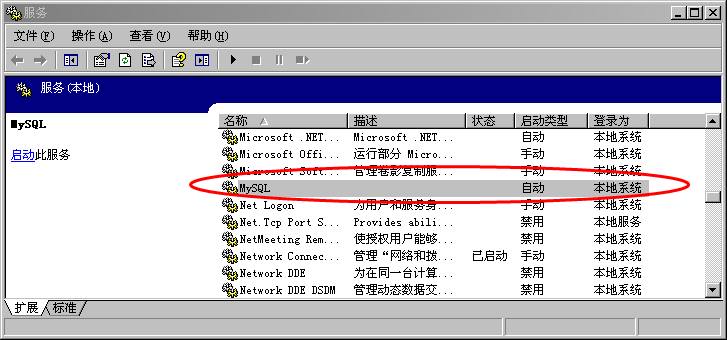 服务
文件(F) 操作(A) 查看(V) 帮助(H)
服务(本地)
MySQL
启动此服务
名称 描述 状态 启动类型 登录为
Microsoft .NET... Microsoft .NET... 自动 本地系统
Microsoft Offi... 运行部分 Micro... 手动 本地系统
Microsoft Soft... 管理卷影复制服... 手动 本地系统
MySQL 自动 本地系统
Net Logon 为用户和服务身... 手动 本地系统
Net.Tcp Port S... Provides abili... 禁用 本地服务
NetMeeting Rem... 使授权用户能够... 禁用 本地系统
Network Connec... 管理“网络和拨... 已启动 手动 本地系统
Network DDE 为在同一台计算... 禁用 本地系统
Network DDE DSDM 管理动态数据交... 禁用 本地系统
扩展 标准